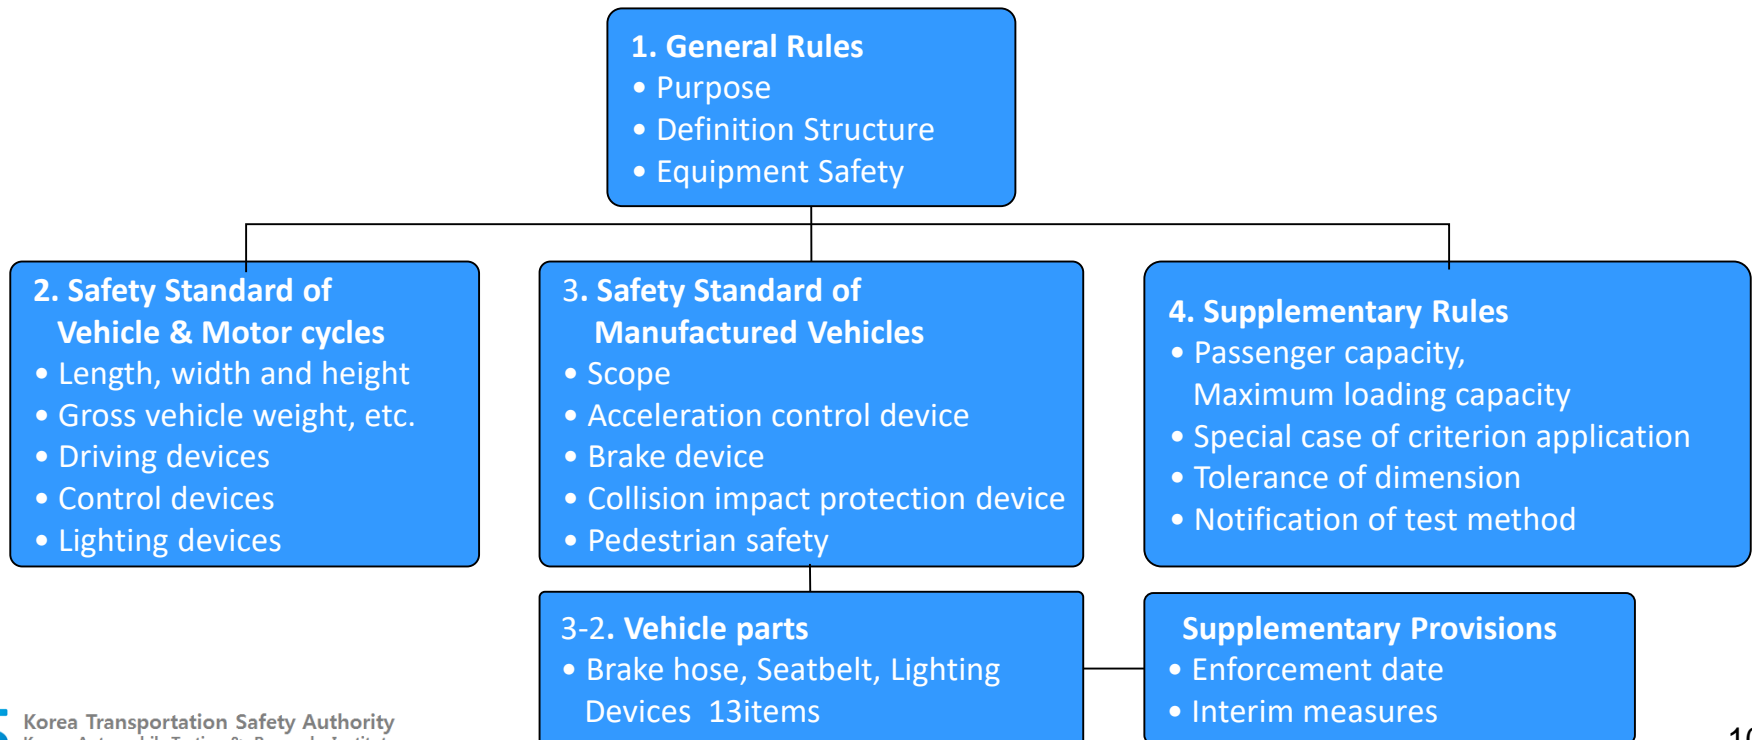 1. General Rules
• Purpose
• Definition Structure
• Equipment Safety
2. Safety Standard of
Vehicle & Motor cycles
• Length, width and height
• Gross vehicle weight, etc.
• Driving devices
• Control devices
• Lighting devices
3. Safety Standard of
Manufactured Vehicles
• Scope
• Acceleration control device
• Brake device
• Collision impact protection device
• Pedestrian safety
4. Supplementary Rules
• Passenger capacity,
Maximum loading capacity
• Special case of criterion application
• Tolerance of dimension
• Notification of test method
3-2. Vehicle parts
• Brake hose, Seatbelt, Lighting
Devices 13items
Supplementary Provisions
• Enforcement date
• Interim measures
Korea Transportation Safety Authority